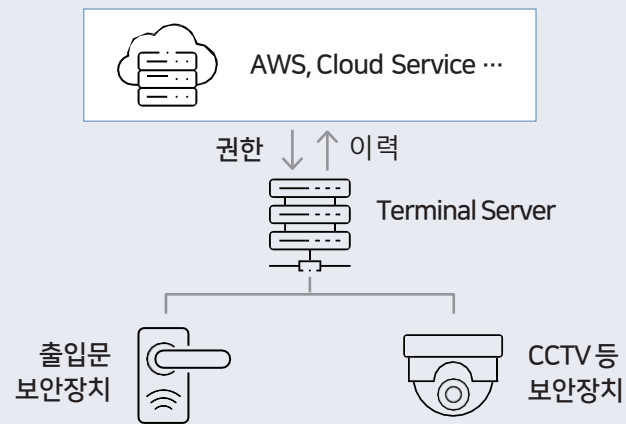 AWS, Cloud Service ···
권한
이력
Terminal Server
출입문
보안장치
CCTV 등
보안장치